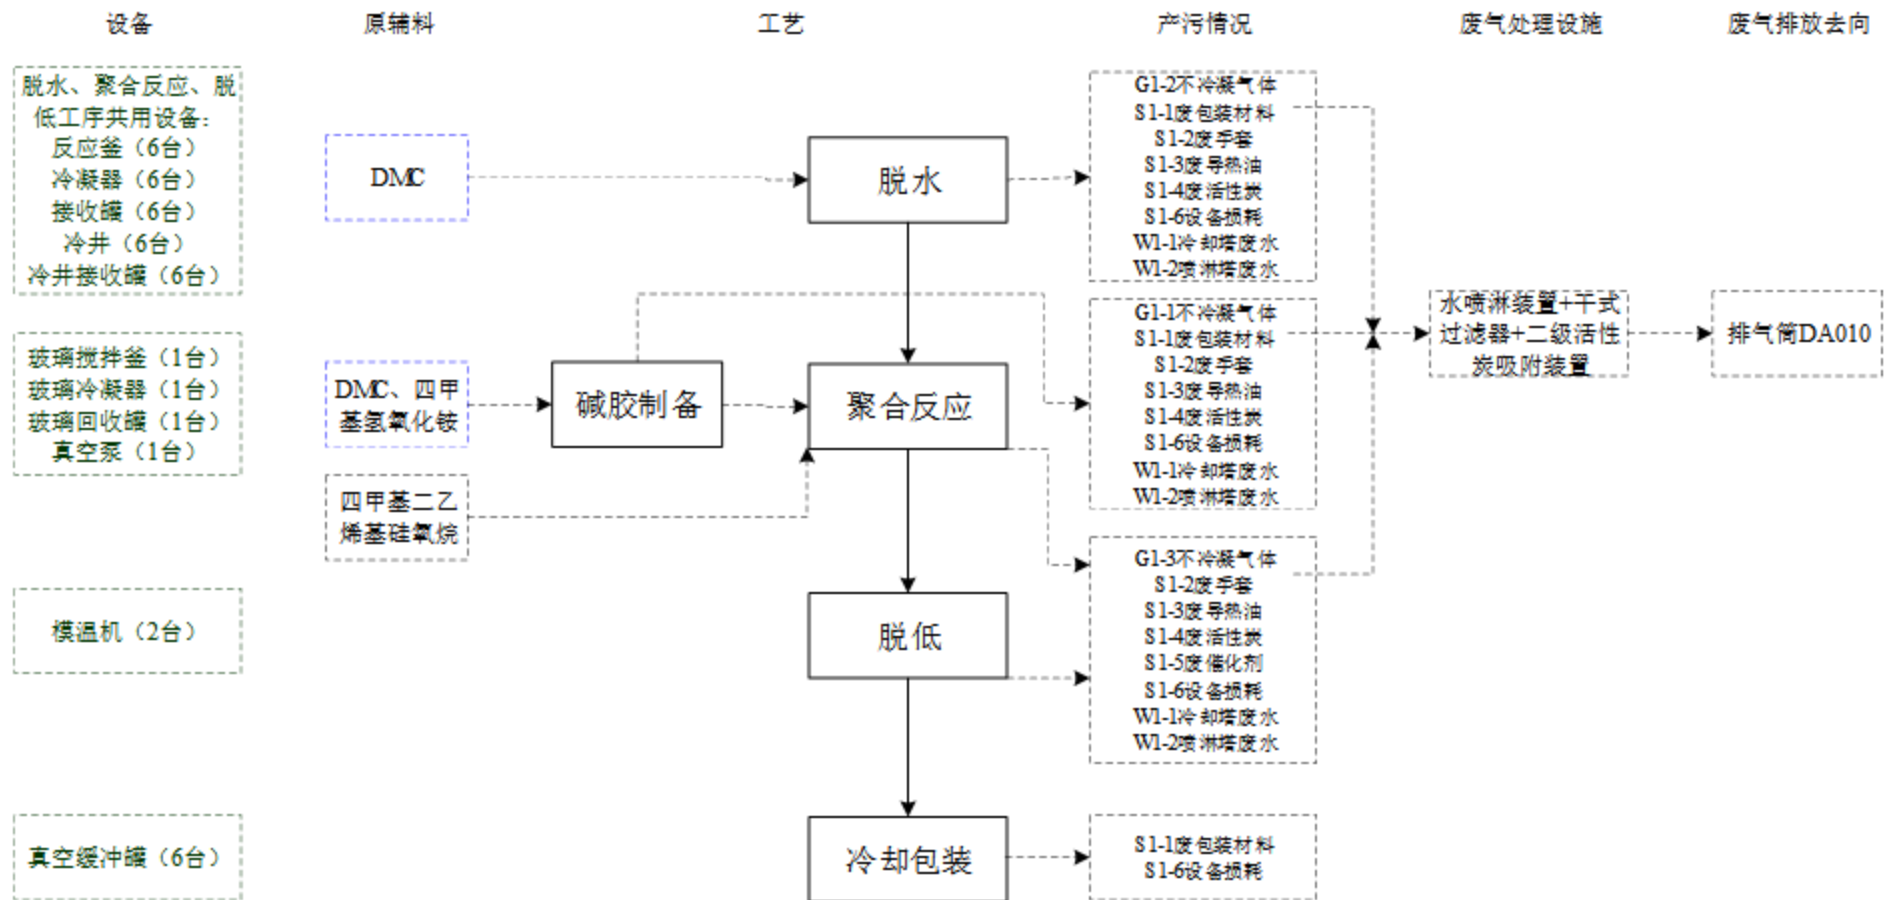 设备
原辅料
工艺
产污情况
废气处理设施
废气排放去向
脱水、聚合反应、脱
低工序共用设备：
反应釜（6台）
冷凝器（6台）
接收罐（6台）
冷井（6台）
冷井接收罐（6台）
DMC
脱水
G1-2不冷凝气体
S1-1废包装材料
S1-2废手套
S1-3废导热油
S1-4废活性炭
S1-6设备损耗
W1-1冷却塔废水
W1-2喷淋塔废水
玻璃搅拌釜（1台）
玻璃冷凝器（1台）
玻璃回收罐（1台）
真空泵（1台）
DMC、四甲
基氢氧化铵
碱胶制备
聚合反应
G1-1不冷凝气体
S1-1废包装材料
S1-2废手套
S1-3废导热油
S1-4废活性炭
S1-6设备损耗
W1-1冷却塔废水
W1-2喷淋塔废水
水喷淋装置+干式
过滤器+二级活性
炭吸附装置
排气筒DA010
四甲基二乙
烯基硅氧烷
模温机（2台）
脱低
G1-3不冷凝气体
S1-2废手套
S1-3废导热油
S1-4废活性炭
S1-5废催化剂
S1-6设备损耗
W1-1冷却塔废水
W1-2喷淋塔废水
真空缓冲罐（6台）
冷却包装
S1-1废包装材料
S1-6设备损耗